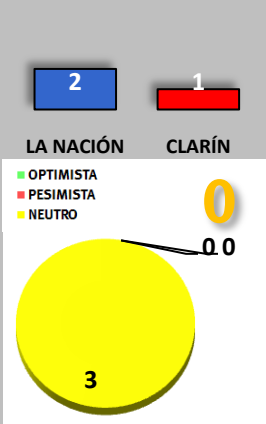 2 1
LA NACIÓN CLARÍN
OPTIMISTA
PESIMISTA
NEUTRO
0
0 0
3